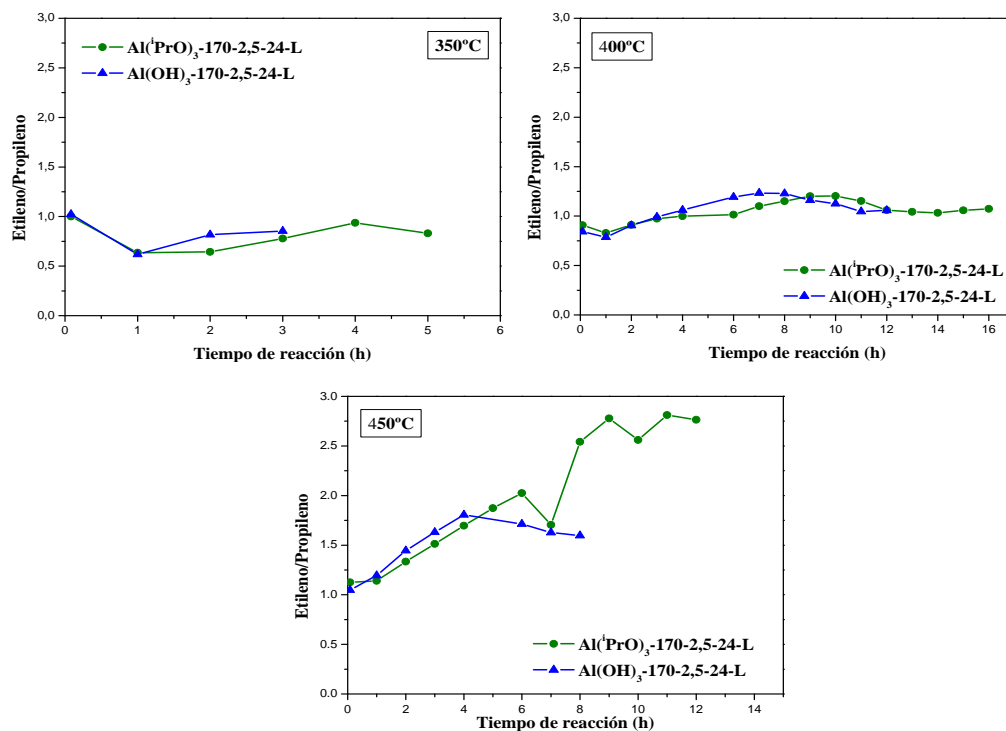 3,0
2,5
2,0
1,5
1,0
0,5
0,0
Etileno/Propileno
Al(ⁱPrO)₃-170-2,5-24-L
Al(OH)₃-170-2,5-24-L
350ºC
0 1 2 3 4 5 6
Tiempo de reacción (h)
3,0
2,5
2,0
1,5
1,0
0,5
0,0
Etileno/Propileno
400ºC
Al(ⁱPrO)₃-170-2,5-24-L
Al(OH)₃-170-2,5-24-L
0 2 4 6 8 10 12 14 16
Tiempo de reacción (h)
3.0
2.5
2.0
1.5
1.0
0.5
0.0
Etileno/Propileno
450ºC
Al(ⁱPrO)₃-170-2,5-24-L
Al(OH)₃-170-2,5-24-L
0 2 4 6 8 10 12 14
Tiempo de reacción (h)